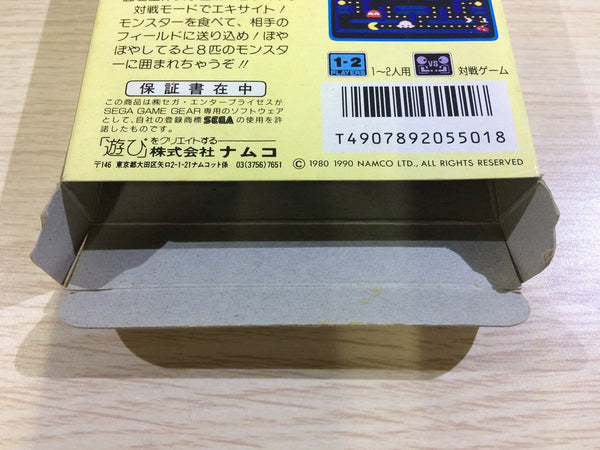 対戦モードでエキサイト!
モンスターを食べて、相手の
フィールドに送り込め!ぼや
ぼやしてると8匹のモンスタ
ーに囲まれちゃうぞ!!
保証書在中
この商品は㈱セガ・エンタープライゼスが
SEGA GAME GEAR専用のソフトウェア
として、自社の登録商標 SEGA の使用を許
諾したものです。
「遊び」をクリエイトする
株式会社 ナムコ
〒146 東京都大田区矢口2-1-21ナムコット係 03(3756)7651
1-2
PLAYERS
1〜2人用
VS
対戦ゲーム
T4907892055018
© 1980 1990 NAMCO LTD., ALL RIGHTS RESERVED